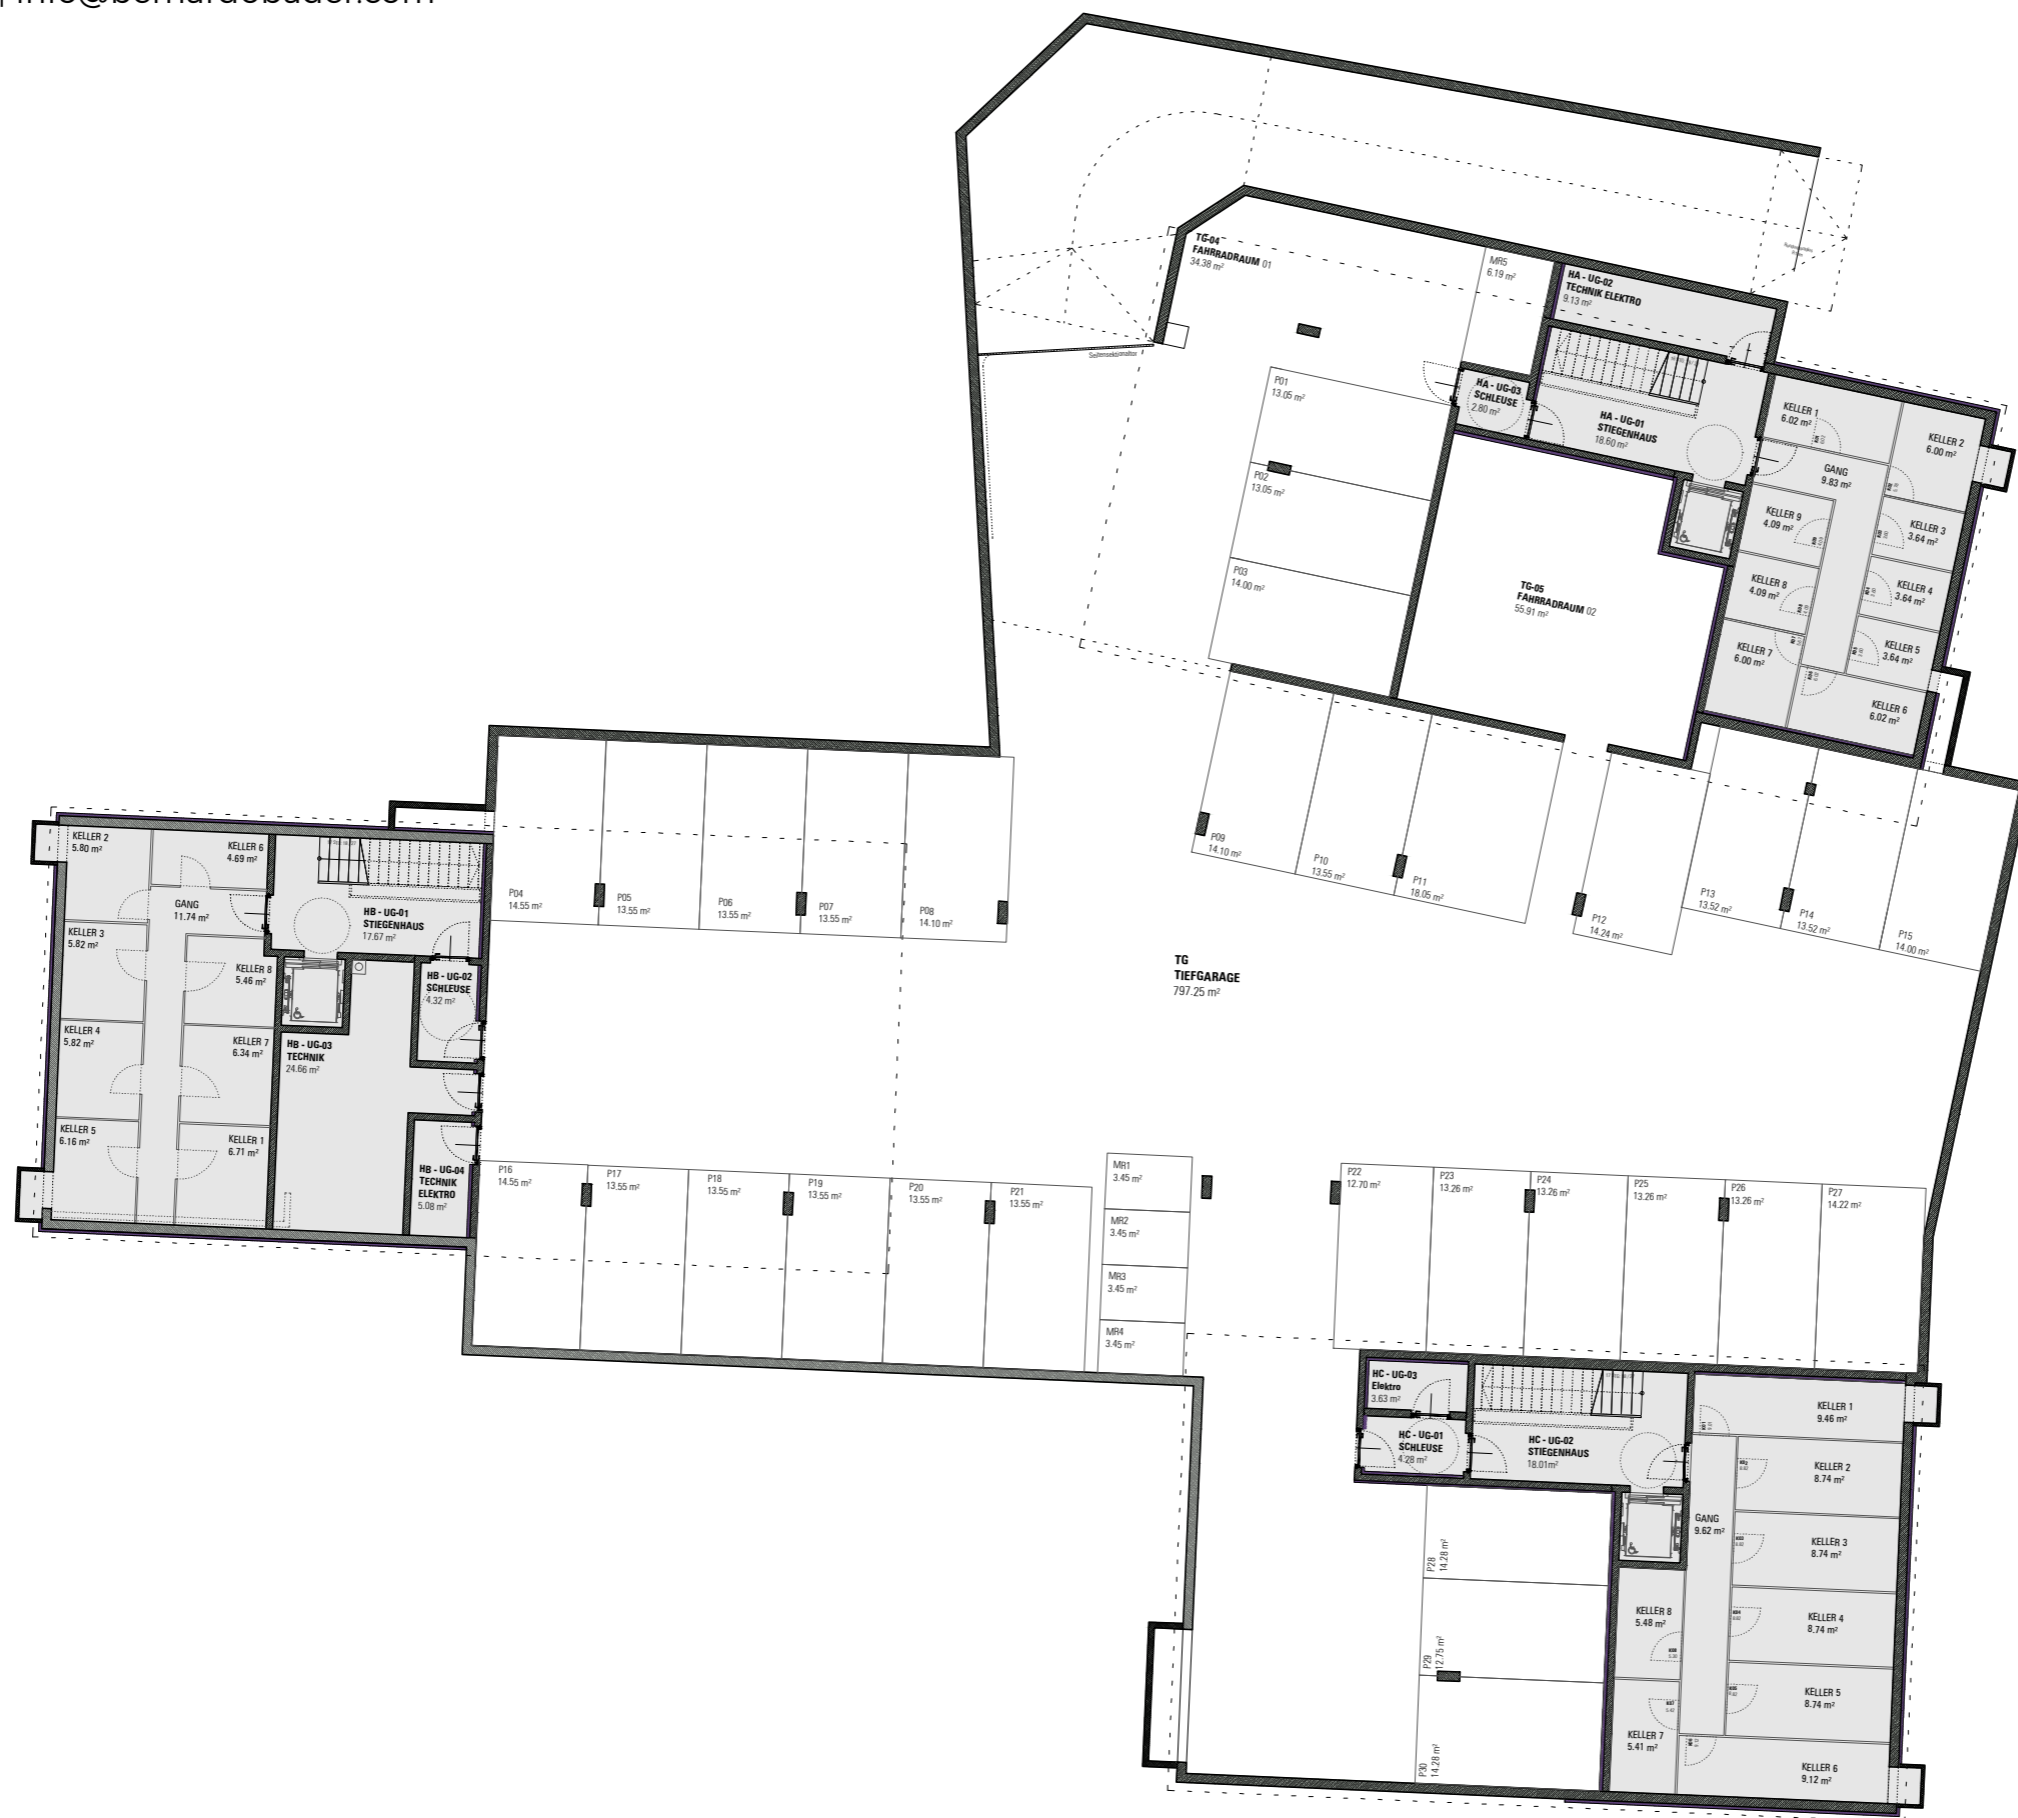 info@bernardobader.com
TG-04
FAHRRADRAUM 01
34.38 m²
MR5
6.19 m²
HA - UG-02
TECHNIK ELEKTRO
9.13 m²
Sektionaltor
P01
13.05 m²
HA - UG-03
SCHLEUSE
2.80 m²
HA - UG-01
STIEGENHAUS
18.60 m²
KELLER 1
6.02 m²
KELLER 2
6.00 m²
GANG
9.83 m²
P02
13.05 m²
KELLER 9
4.09 m²
KELLER 3
3.64 m²
P03
14.00 m²
TG-05
FAHRRADRAUM 02
55.91 m²
KELLER 8
4.09 m²
KELLER 4
3.64 m²
KELLER 7
6.00 m²
KELLER 5
3.64 m²
KELLER 6
6.02 m²
P09
14.10 m²
P10
13.55 m²
P11
18.05 m²
P12
14.24 m²
P13
13.52 m²
P14
13.52 m²
P15
14.00 m²
KELLER 2
5.80 m²
KELLER 6
4.69 m²
GANG
11.74 m²
HB - UG-01
STIEGENHAUS
17.67 m²
P04
14.55 m²
P05
13.55 m²
P06
13.55 m²
P07
13.55 m²
P08
14.10 m²
KELLER 3
5.82 m²
KELLER 8
5.46 m²
HB - UG-02
SCHLEUSE
4.32 m²
TG
TIEFGARAGE
797.25 m²
KELLER 4
5.82 m²
KELLER 7
6.34 m²
HB - UG-03
TECHNIK
24.66 m²
KELLER 5
6.16 m²
KELLER 1
6.71 m²
HB - UG-04
TECHNIK
ELEKTRO
5.08 m²
P16
14.55 m²
P17
13.55 m²
P18
13.55 m²
P19
13.55 m²
P20
13.55 m²
P21
13.55 m²
MR1
3.45 m²
MR2
3.45 m²
MR3
3.45 m²
MR4
3.45 m²
P22
12.70 m²
P23
13.26 m²
P24
13.26 m²
P25
13.26 m²
P26
13.26 m²
P27
14.22 m²
HC - UG-03
Elektro
3.63 m²
HC - UG-01
SCHLEUSE
4.28 m²
HC - UG-02
STIEGENHAUS
18.01m²
KELLER 1
9.46 m²
KELLER 2
8.74 m²
GANG
9.62 m²
KELLER 3
8.74 m²
P28
14.28 m²
KELLER 8
5.48 m²
KELLER 4
8.74 m²
P29
12.75 m²
KELLER 5
8.74 m²
KELLER 7
5.41 m²
P30
14.28 m²
KELLER 6
9.12 m²